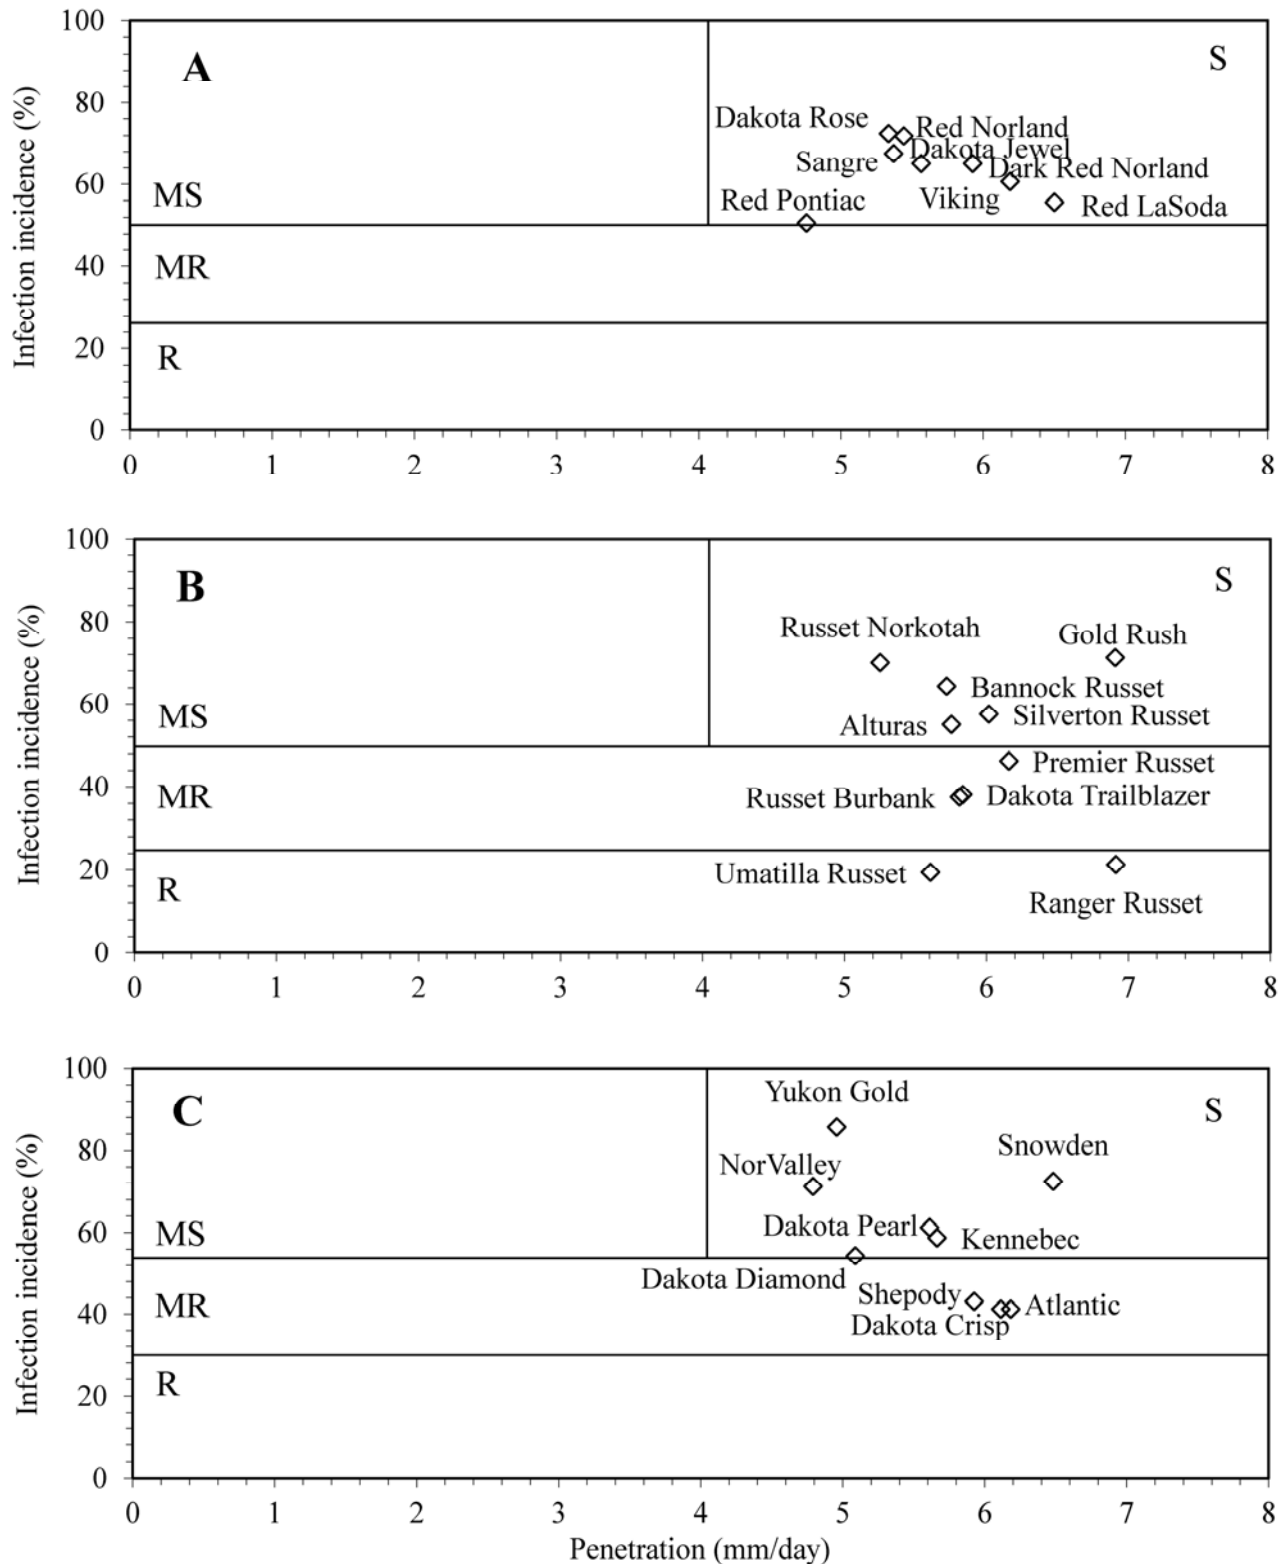 100
A
S
80
Dakota Rose
Red Norland
Dakota Jewel
Sangre
Dark Red Norland
60
MS
Red Pontiac
Viking
Red LaSoda
40
MR
20
R
0
Infection incidence (%)
0 1 2 3 4 5 6 7 8
100
B
S
80
Russet Norkotah
Gold Rush
Bannock Russet
60
MS
Silverton Russet
Alturas
Premier Russet
40
MR
Russet Burbank
Dakota Trailblazer
20
Umatilla Russet
R
Ranger Russet
0
Infection incidence (%)
0 1 2 3 4 5 6 7 8
100
Yukon Gold
C
S
80
Snowden
NorValley
60
MS
Dakota Pearl
Kennebec
Dakota Diamond
Shepody
40
MR
Atlantic
Dakota Crisp
R
20
0
Infection incidence (%)
0 1 2 3 4 5 6 7 8
Penetration (mm/day)